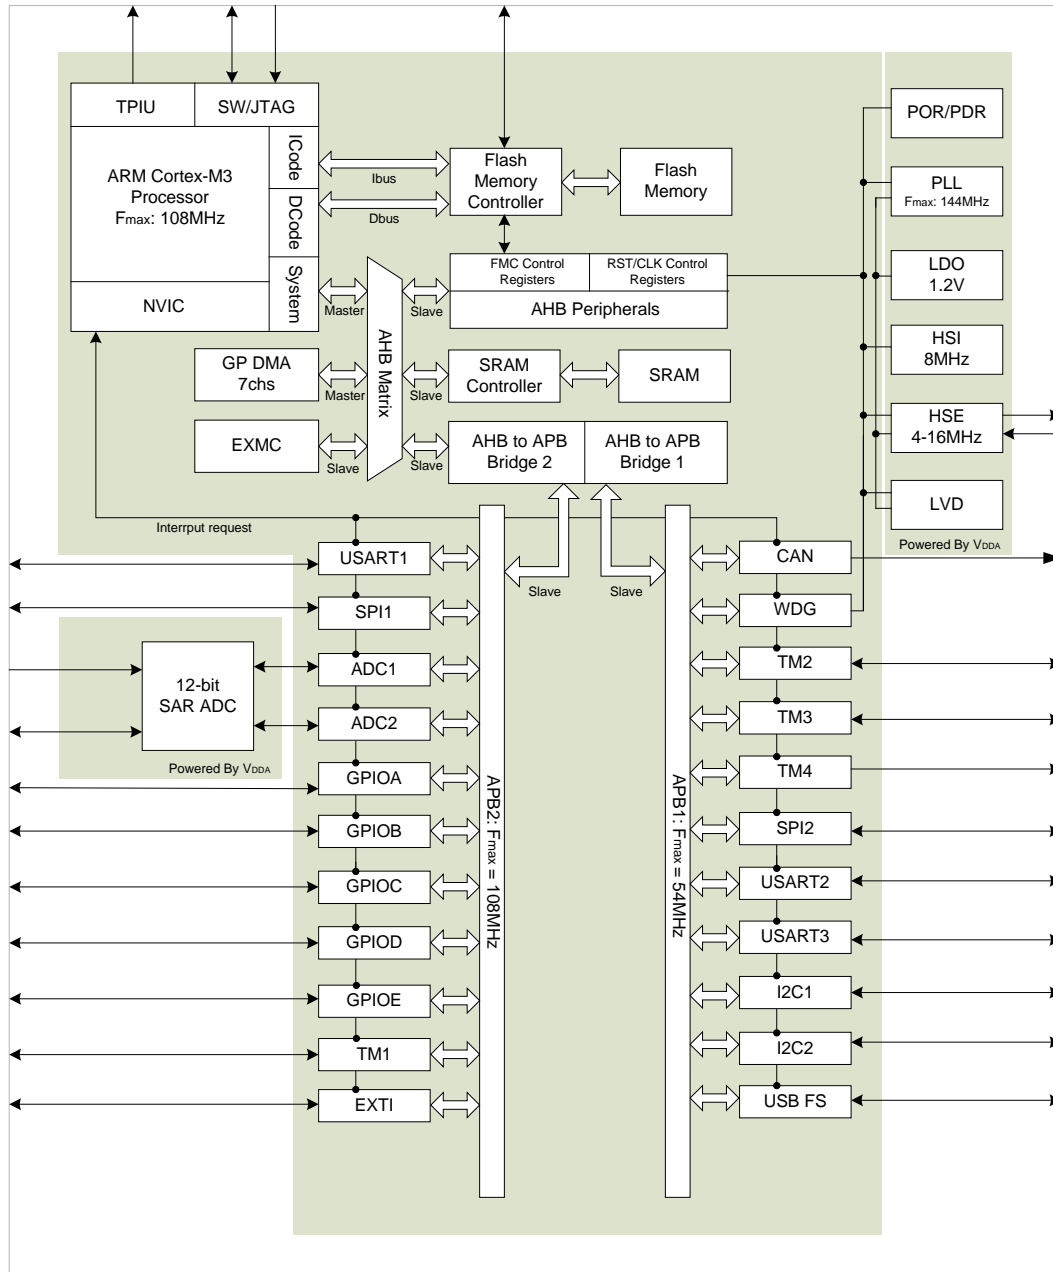 TPIU
SW/JTAG
ICode
DCode
System
ARM Cortex-M3
Processor
Fmax: 108MHz
NVIC
Ibus
Dbus
Flash
Memory
Controller
Flash
Memory
FMC Control
Registers
RST/CLK Control
Registers
AHB Peripherals
Master
Slave
AHB Matrix
GP DMA
7chs
Master
Slave
SRAM
Controller
SRAM
EXMC
Slave
Slave
AHB to APB
Bridge 2
AHB to APB
Bridge 1
POR/PDR
PLL
Fmax: 144MHz
LDO
1.2V
HSI
8MHz
HSE
4-16MHz
LVD
Powered By VDDA
Interrput request
Slave
Slave
USART1
SPI1
ADC1
ADC2
GPIOA
GPIOB
GPIOC
GPIOD
GPIOE
TM1
EXTI
12-bit
SAR ADC
Powered By VDDA
APB2: Fmax = 108MHz
APB1: Fmax = 54MHz
CAN
WDG
TM2
TM3
TM4
SPI2
USART2
USART3
I2C1
I2C2
USB FS